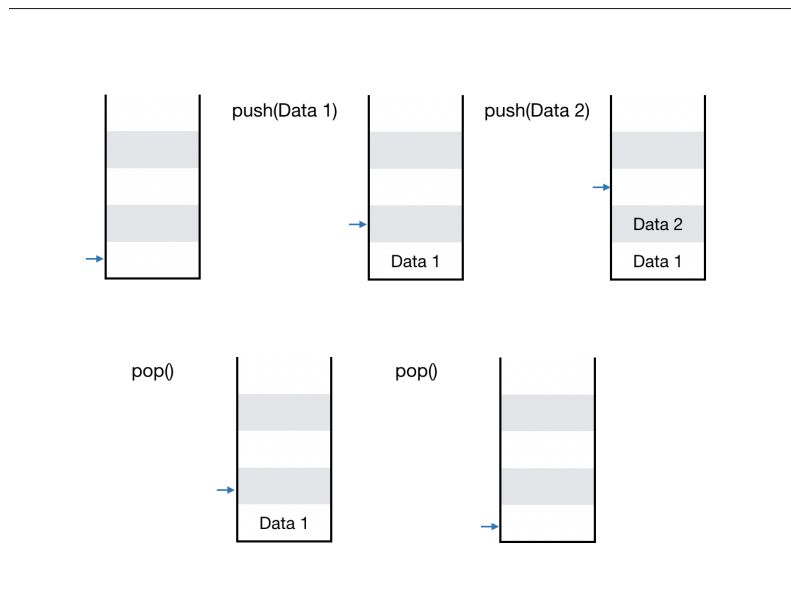 push(Data 1)
push(Data 2)
Data 1
Data 2
Data 1
pop()
pop()
Data 1